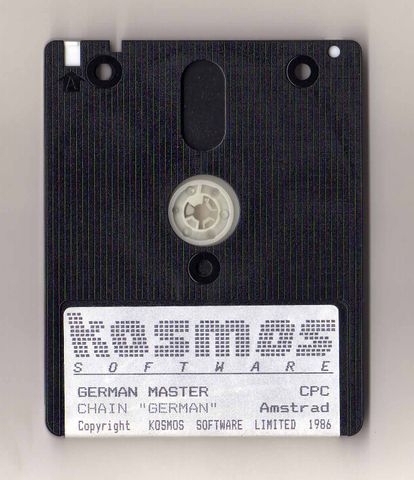 A
KOSMOS
SOFTWARE
GERMAN MASTER CPC
CHAIN "GERMAN" Amstrad
Copyright KOSMOS SOFTWARE LIMITED 1986